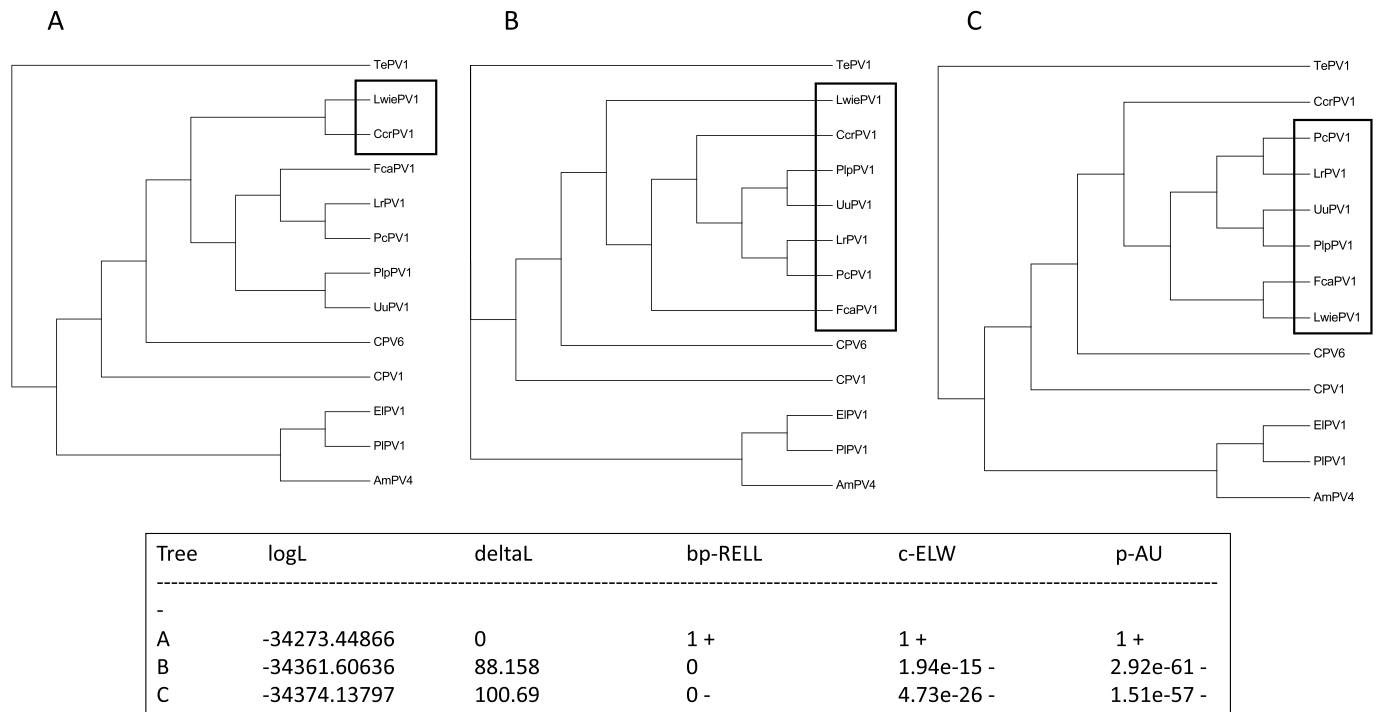 A
B
C
TePV1
LwiePV1
CcrPV1
FcaPV1
LrPV1
PcPV1
PlpPV1
UuPV1
CPV6
CPV1
ElPV1
PlPV1
AmPV4
TePV1
LwiePV1
CcrPV1
PlpPV1
UuPV1
LrPV1
PcPV1
FcaPV1
CPV6
CPV1
ElPV1
PlPV1
AmPV4
TePV1
CcrPV1
PcPV1
LrPV1
UuPV1
PlpPV1
FcaPV1
LwiePV1
CPV6
CPV1
ElPV1
PlPV1
AmPV4
Tree logL deltaL bp-RELL c-ELW p-AU
-------------------------------------------------------------------------------------------------------------------------
-
A -34273.44866 0 1 + 1 + 1 +
B -34361.60636 88.158 0 1.94e-15 - 2.92e-61 -
C -34374.13797 100.69 0 - 4.73e-26 - 1.51e-57 -